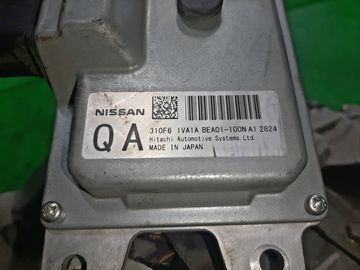 NISSAN
QA
310F6 1VA1A BEA01-100N A1 2824
Hitachi Automotive Systems, Ltd.
MADE IN JAPAN